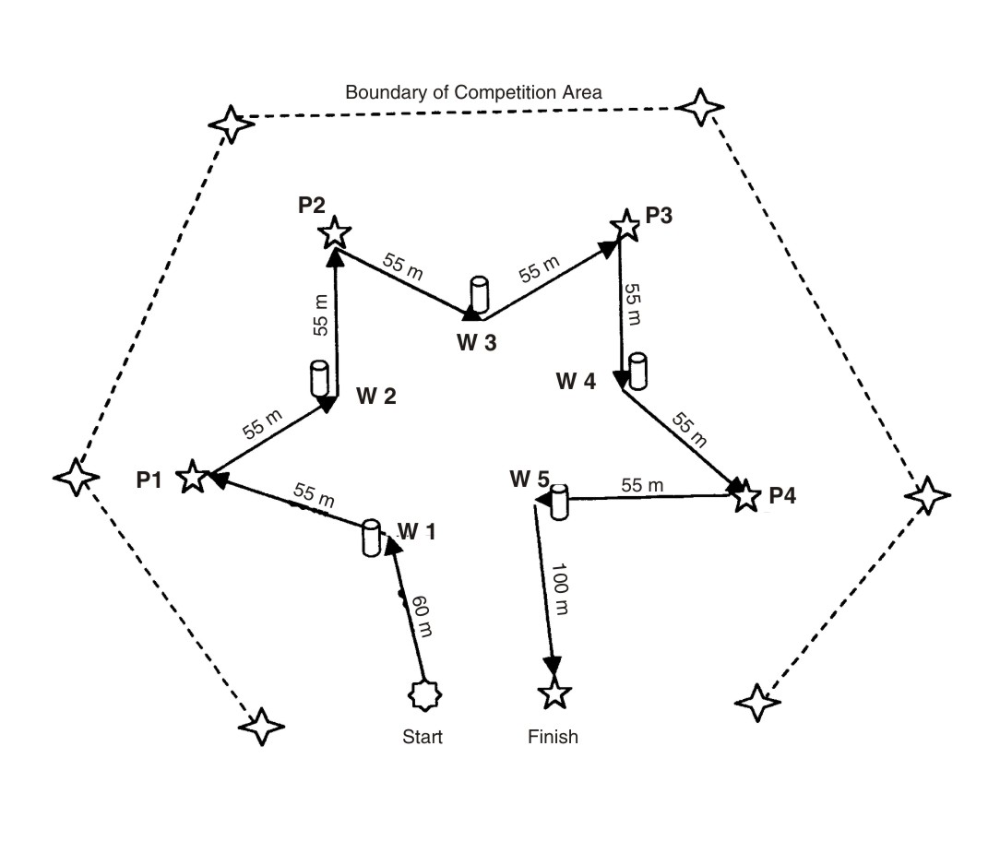 Boundary of Competition Area
P2
P3
55 m
55 m
55 m
55 m
W 3
W 4
W 2
55 m
55 m
P1
W 5
55 m
P4
55 m
W 1
60 m
100 m
Start
Finish